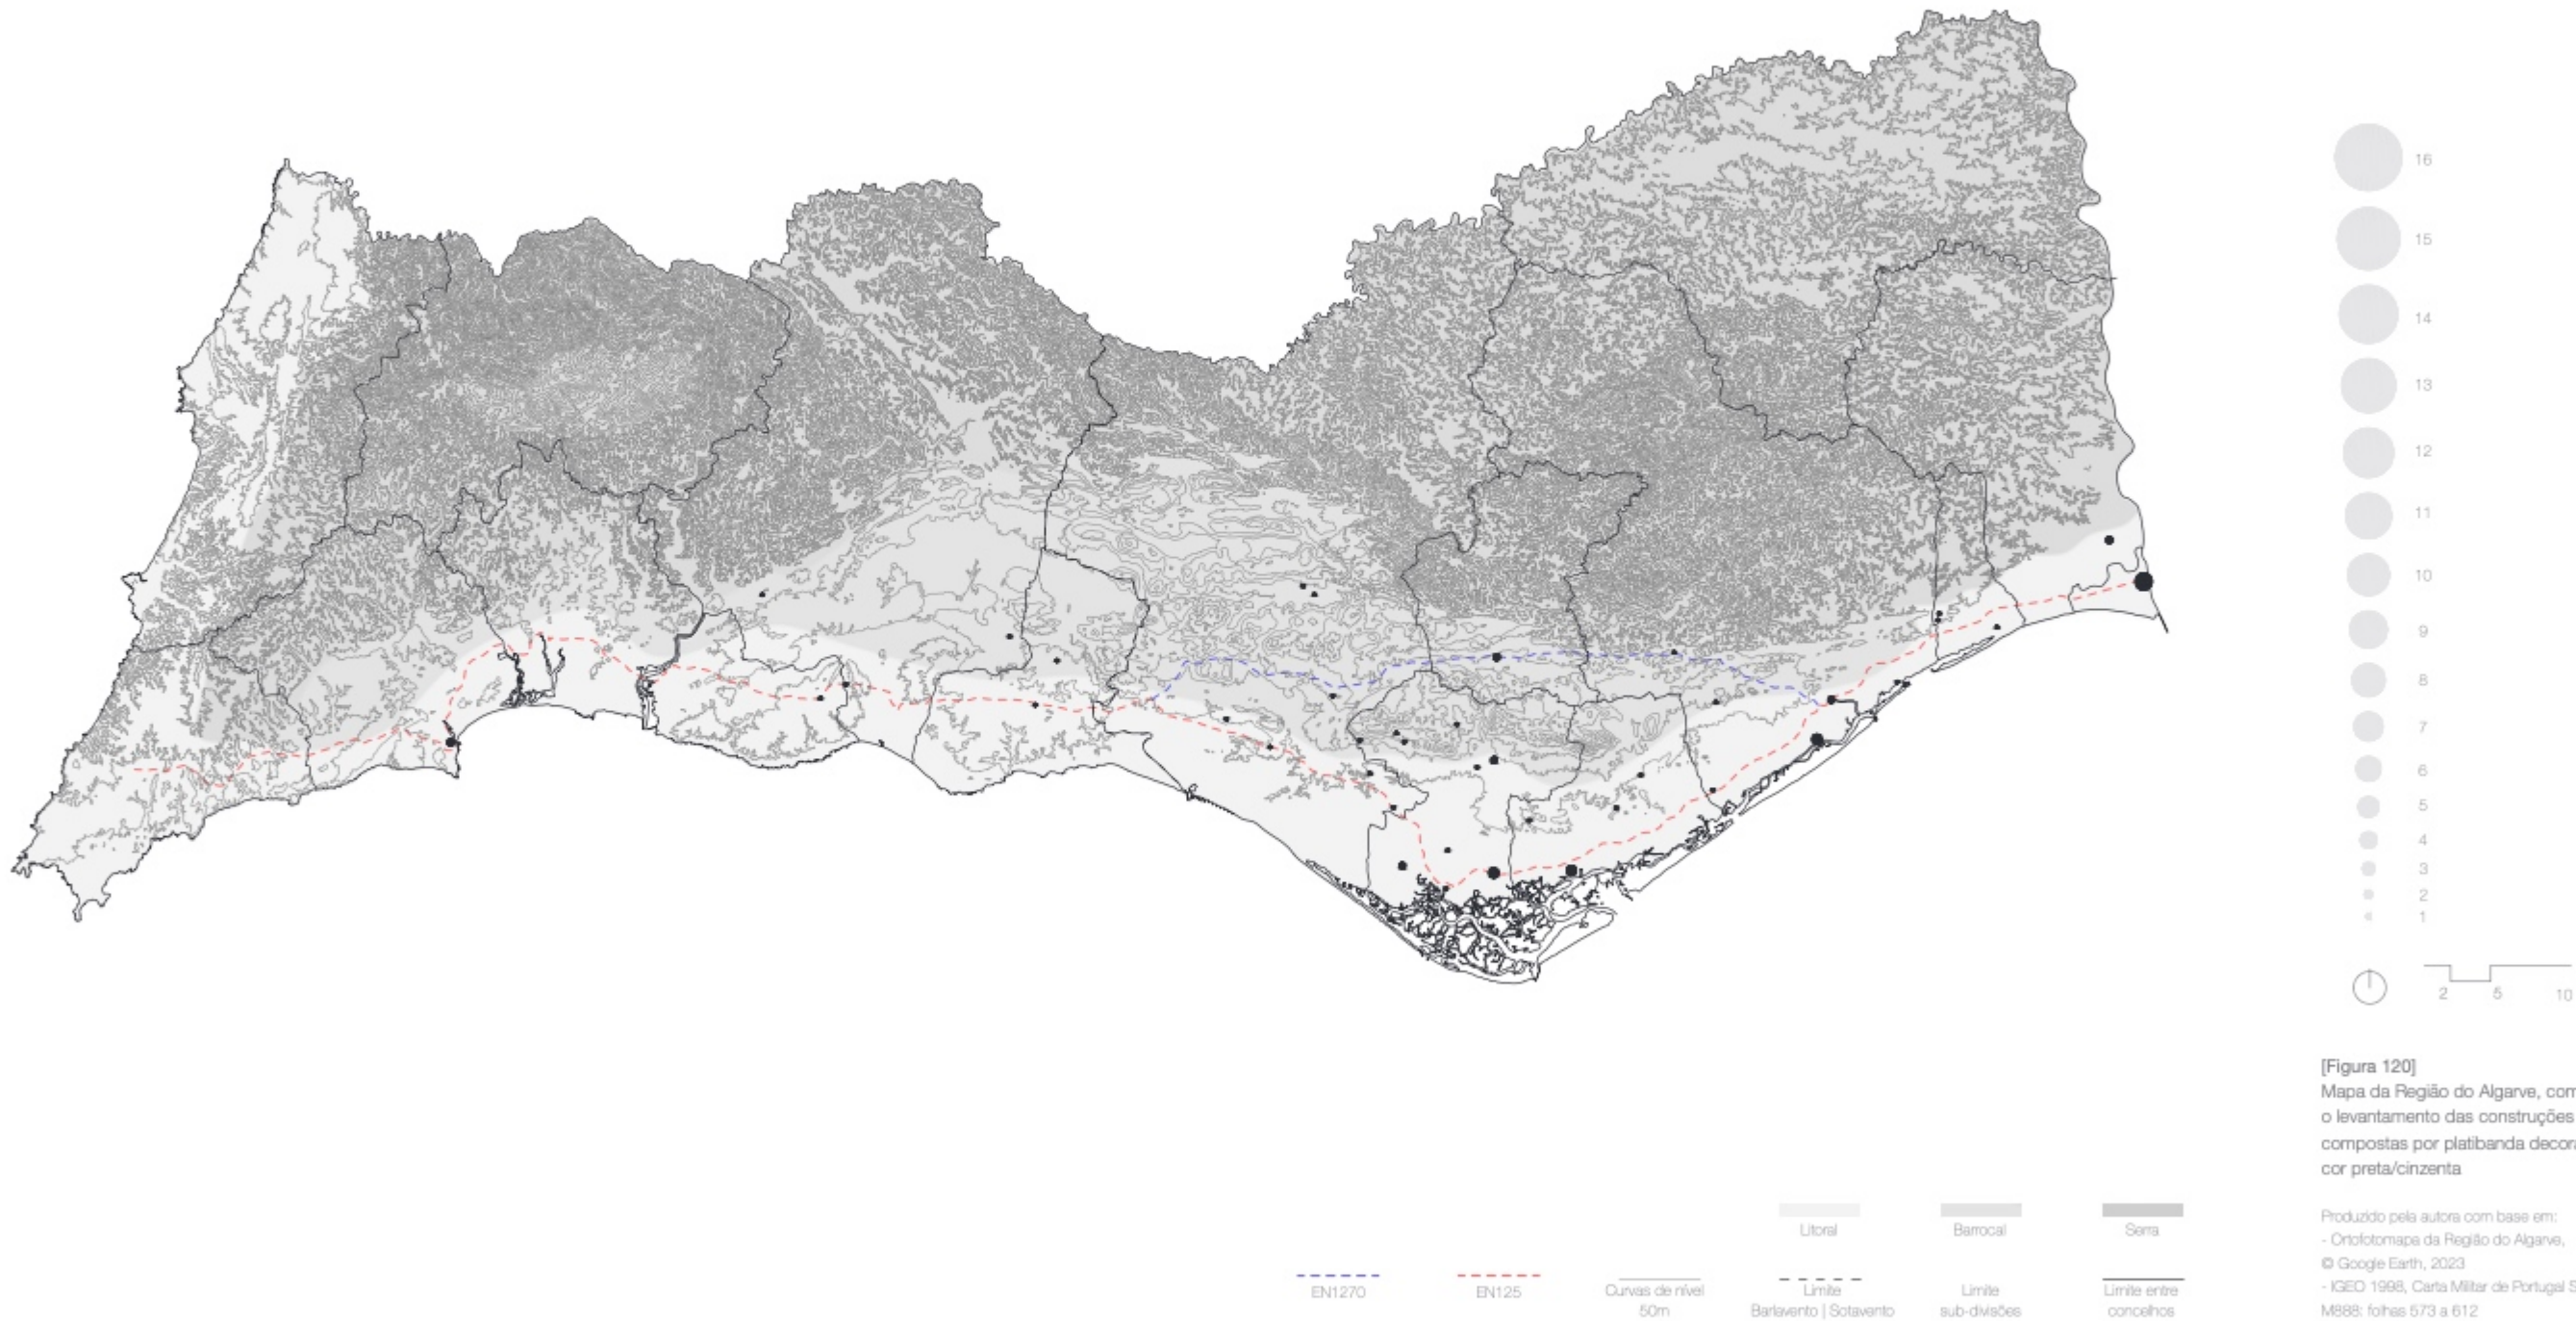 16
15
14
13
12
11
10
9
8
7
6
5
4
3
2
1
2 5 10
[Figura 120]
Mapa da Região do Algarve, com
o levantamento das construções
compostas por platibanda decora
cor preta/cinzenta
Litoral Barrocal Serra
Produzido pela autora com base em:
- Ortofotomapa da Região do Algarve,
© Google Earth, 2023
- IGEO 1998, Carta Militar de Portugal S
M888: folhas 573 a 612
EN1270 EN125 Curvas de nível Limite Limite Limite entre
50m Barlavento | Sotavento sub-divisões concelhos